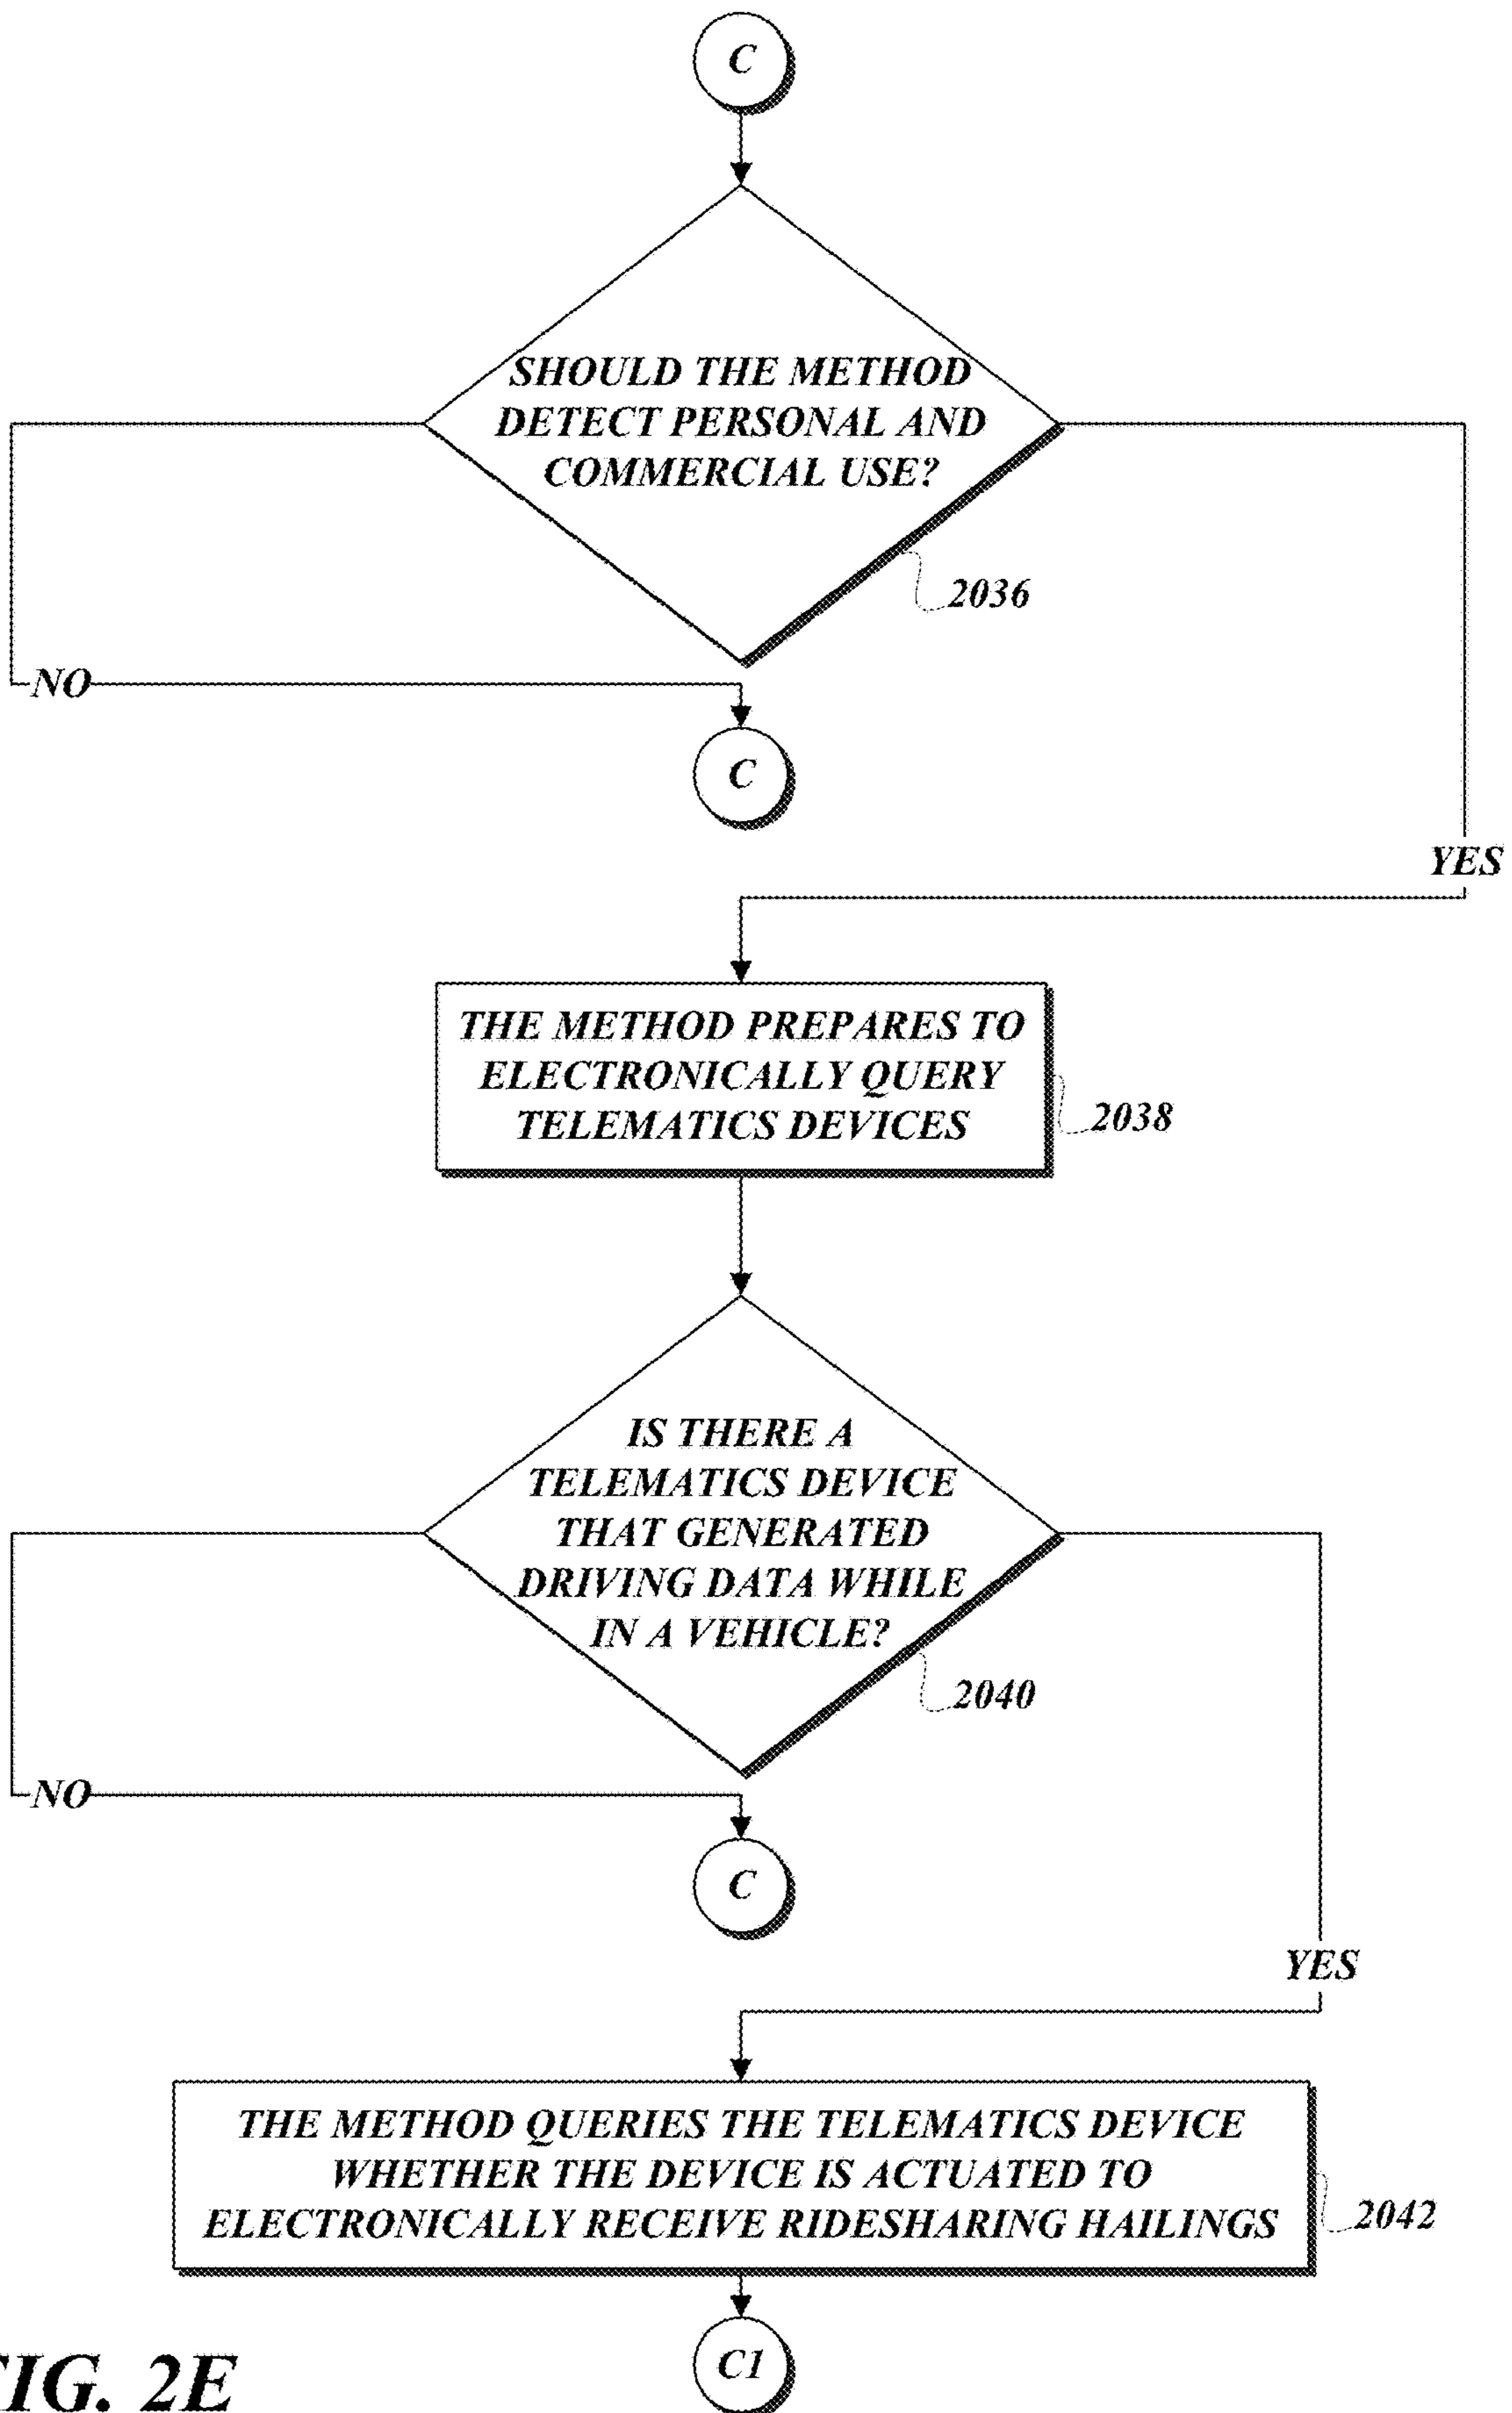 C
SHOULD THE METHOD
DETECT PERSONAL AND
COMMERCIAL USE?
2036
NO
C
YES
THE METHOD PREPARES TO
ELECTRONICALLY QUERY
TELEMATICS DEVICES
2038
IS THERE A
TELEMATICS DEVICE
THAT GENERATED
DRIVING DATA WHILE
IN A VEHICLE?
2040
NO
C
YES
THE METHOD QUERIES THE TELEMATICS DEVICE
WHETHER THE DEVICE IS ACTUATED TO
ELECTRONICALLY RECEIVE RIDESHARING HAILINGS
2042
C1
FIG. 2E